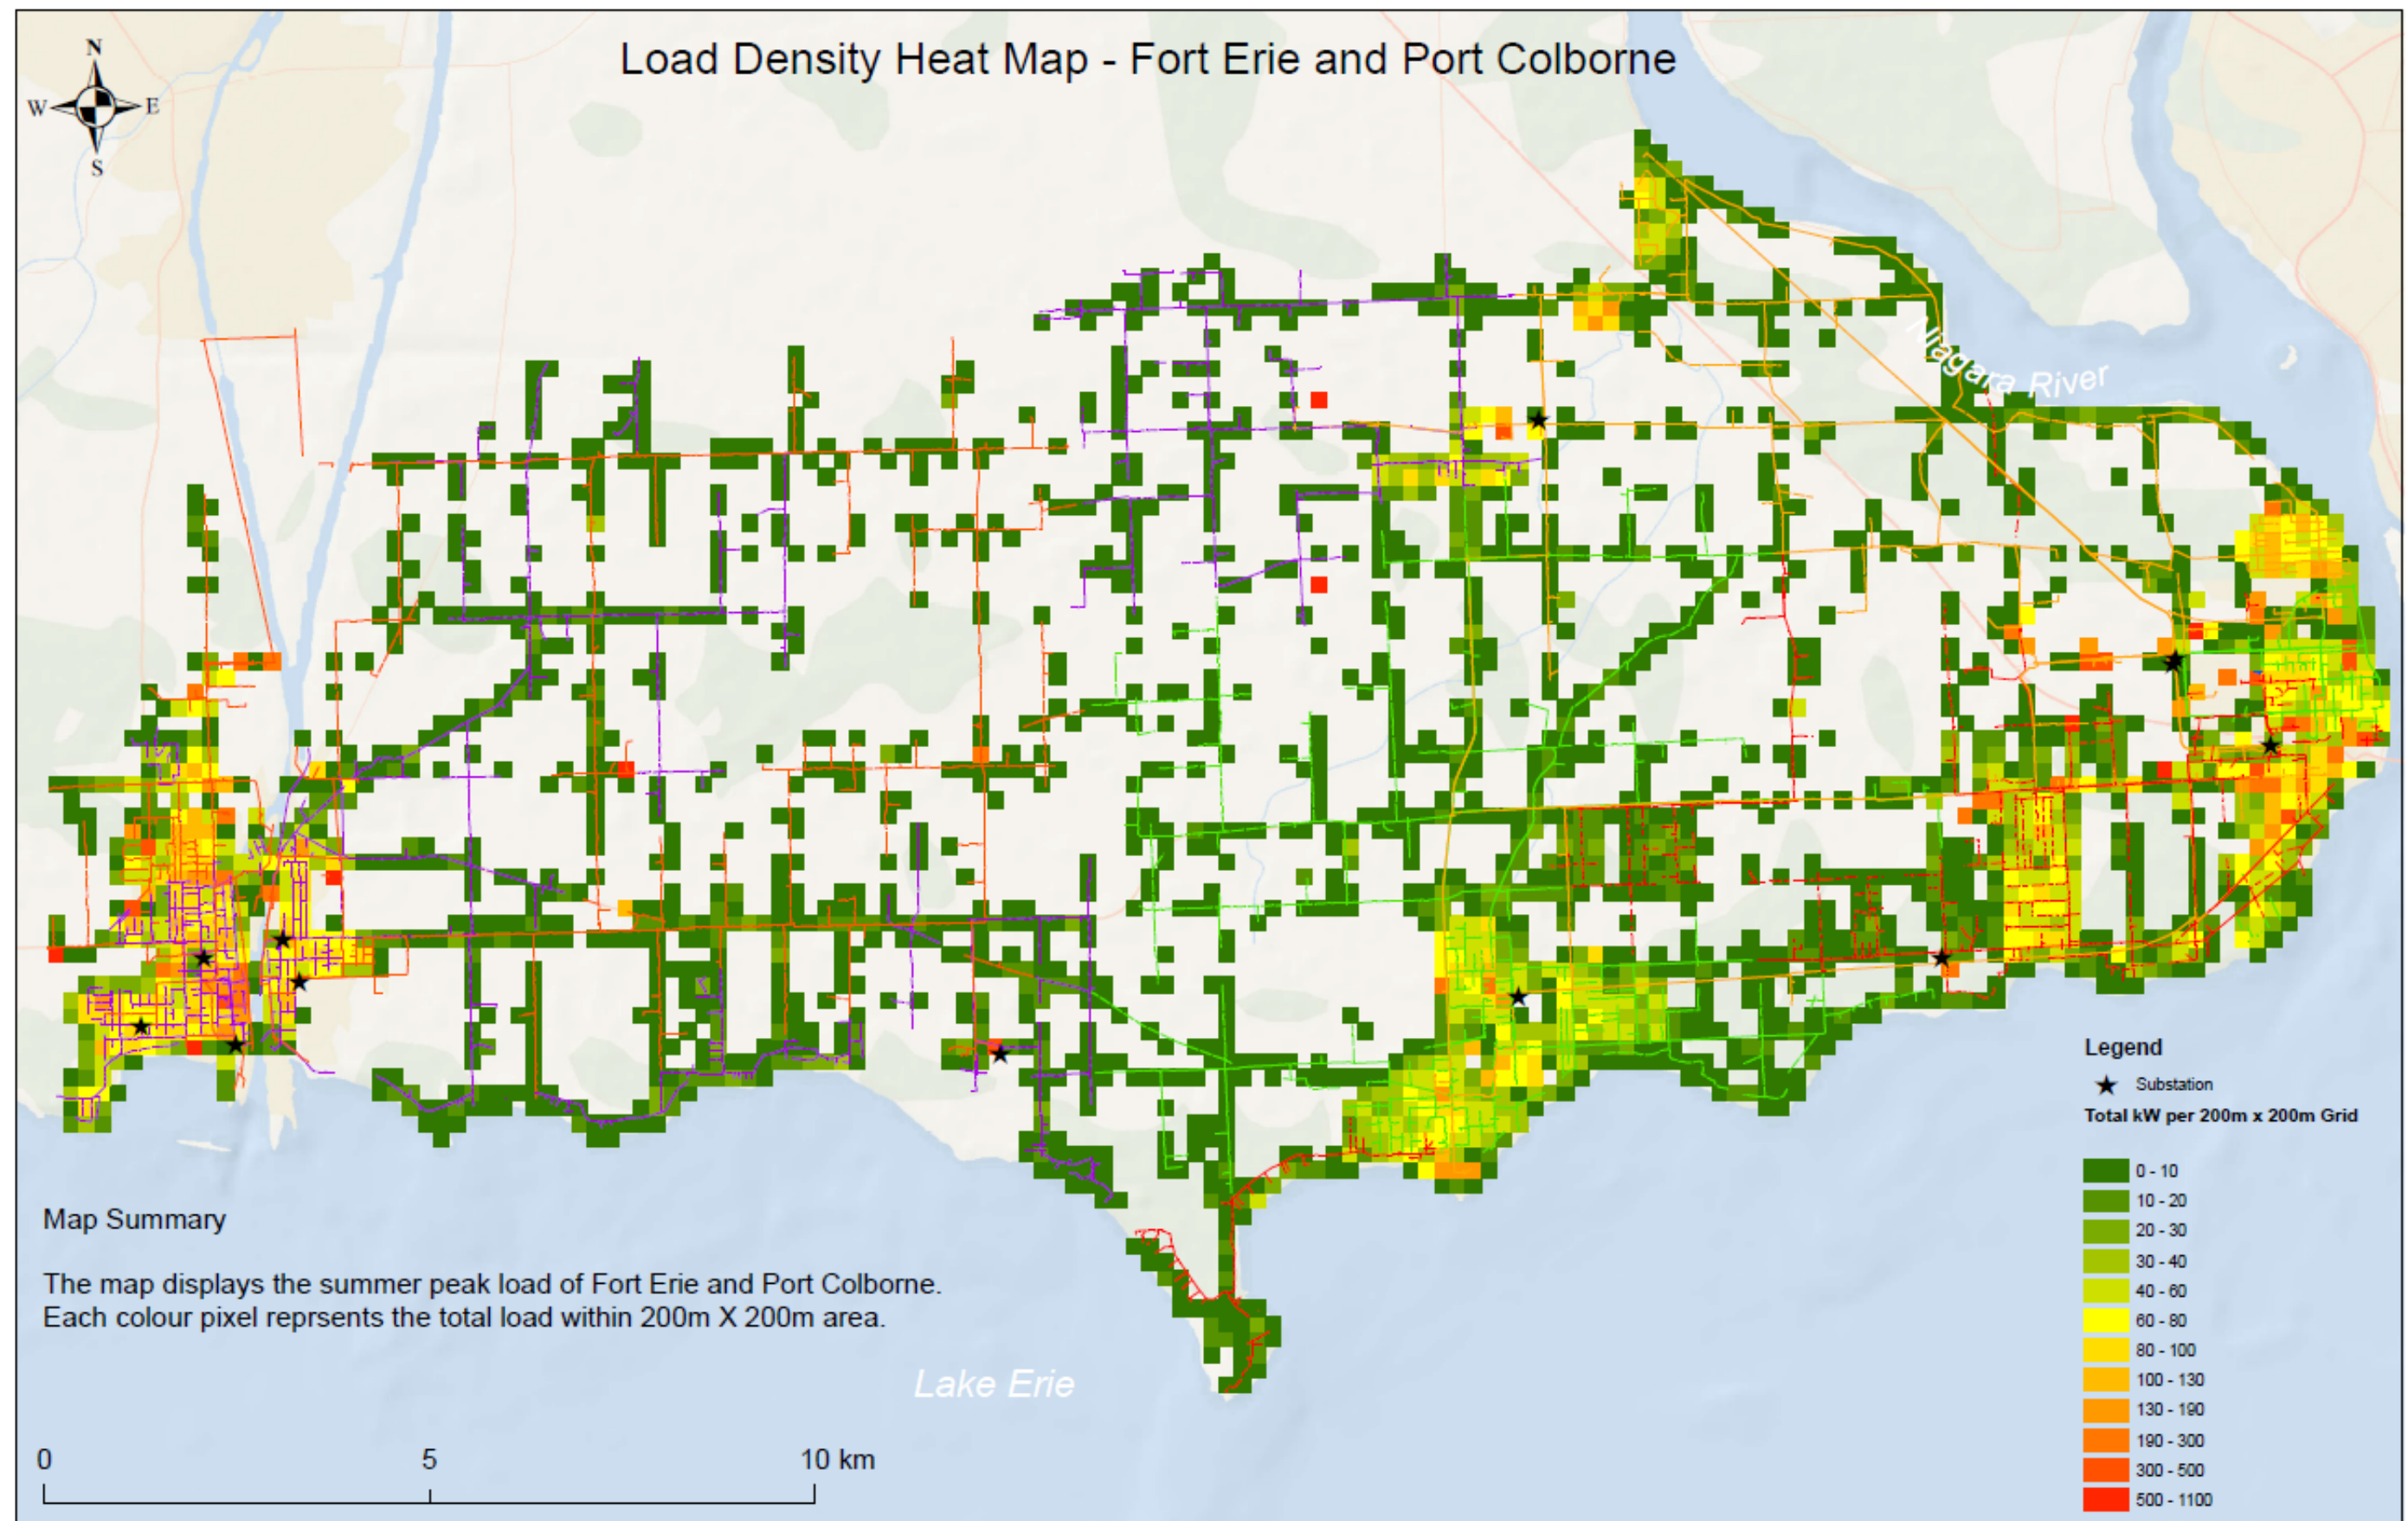 Load Density Heat Map - Fort Erie and Port Colborne
N
W E
S
Niagara River
Legend
Substation
Total kW per 200m x 200m Grid
0 - 10
10 - 20
20 - 30
30 - 40
40 - 60
60 - 80
80 - 100
100 - 130
130 - 190
190 - 300
300 - 500
500 - 1100
Map Summary
The map displays the summer peak load of Fort Erie and Port Colborne.
Each colour pixel reprsents the total load within 200m X 200m area.
Lake Erie
0 5 10 km